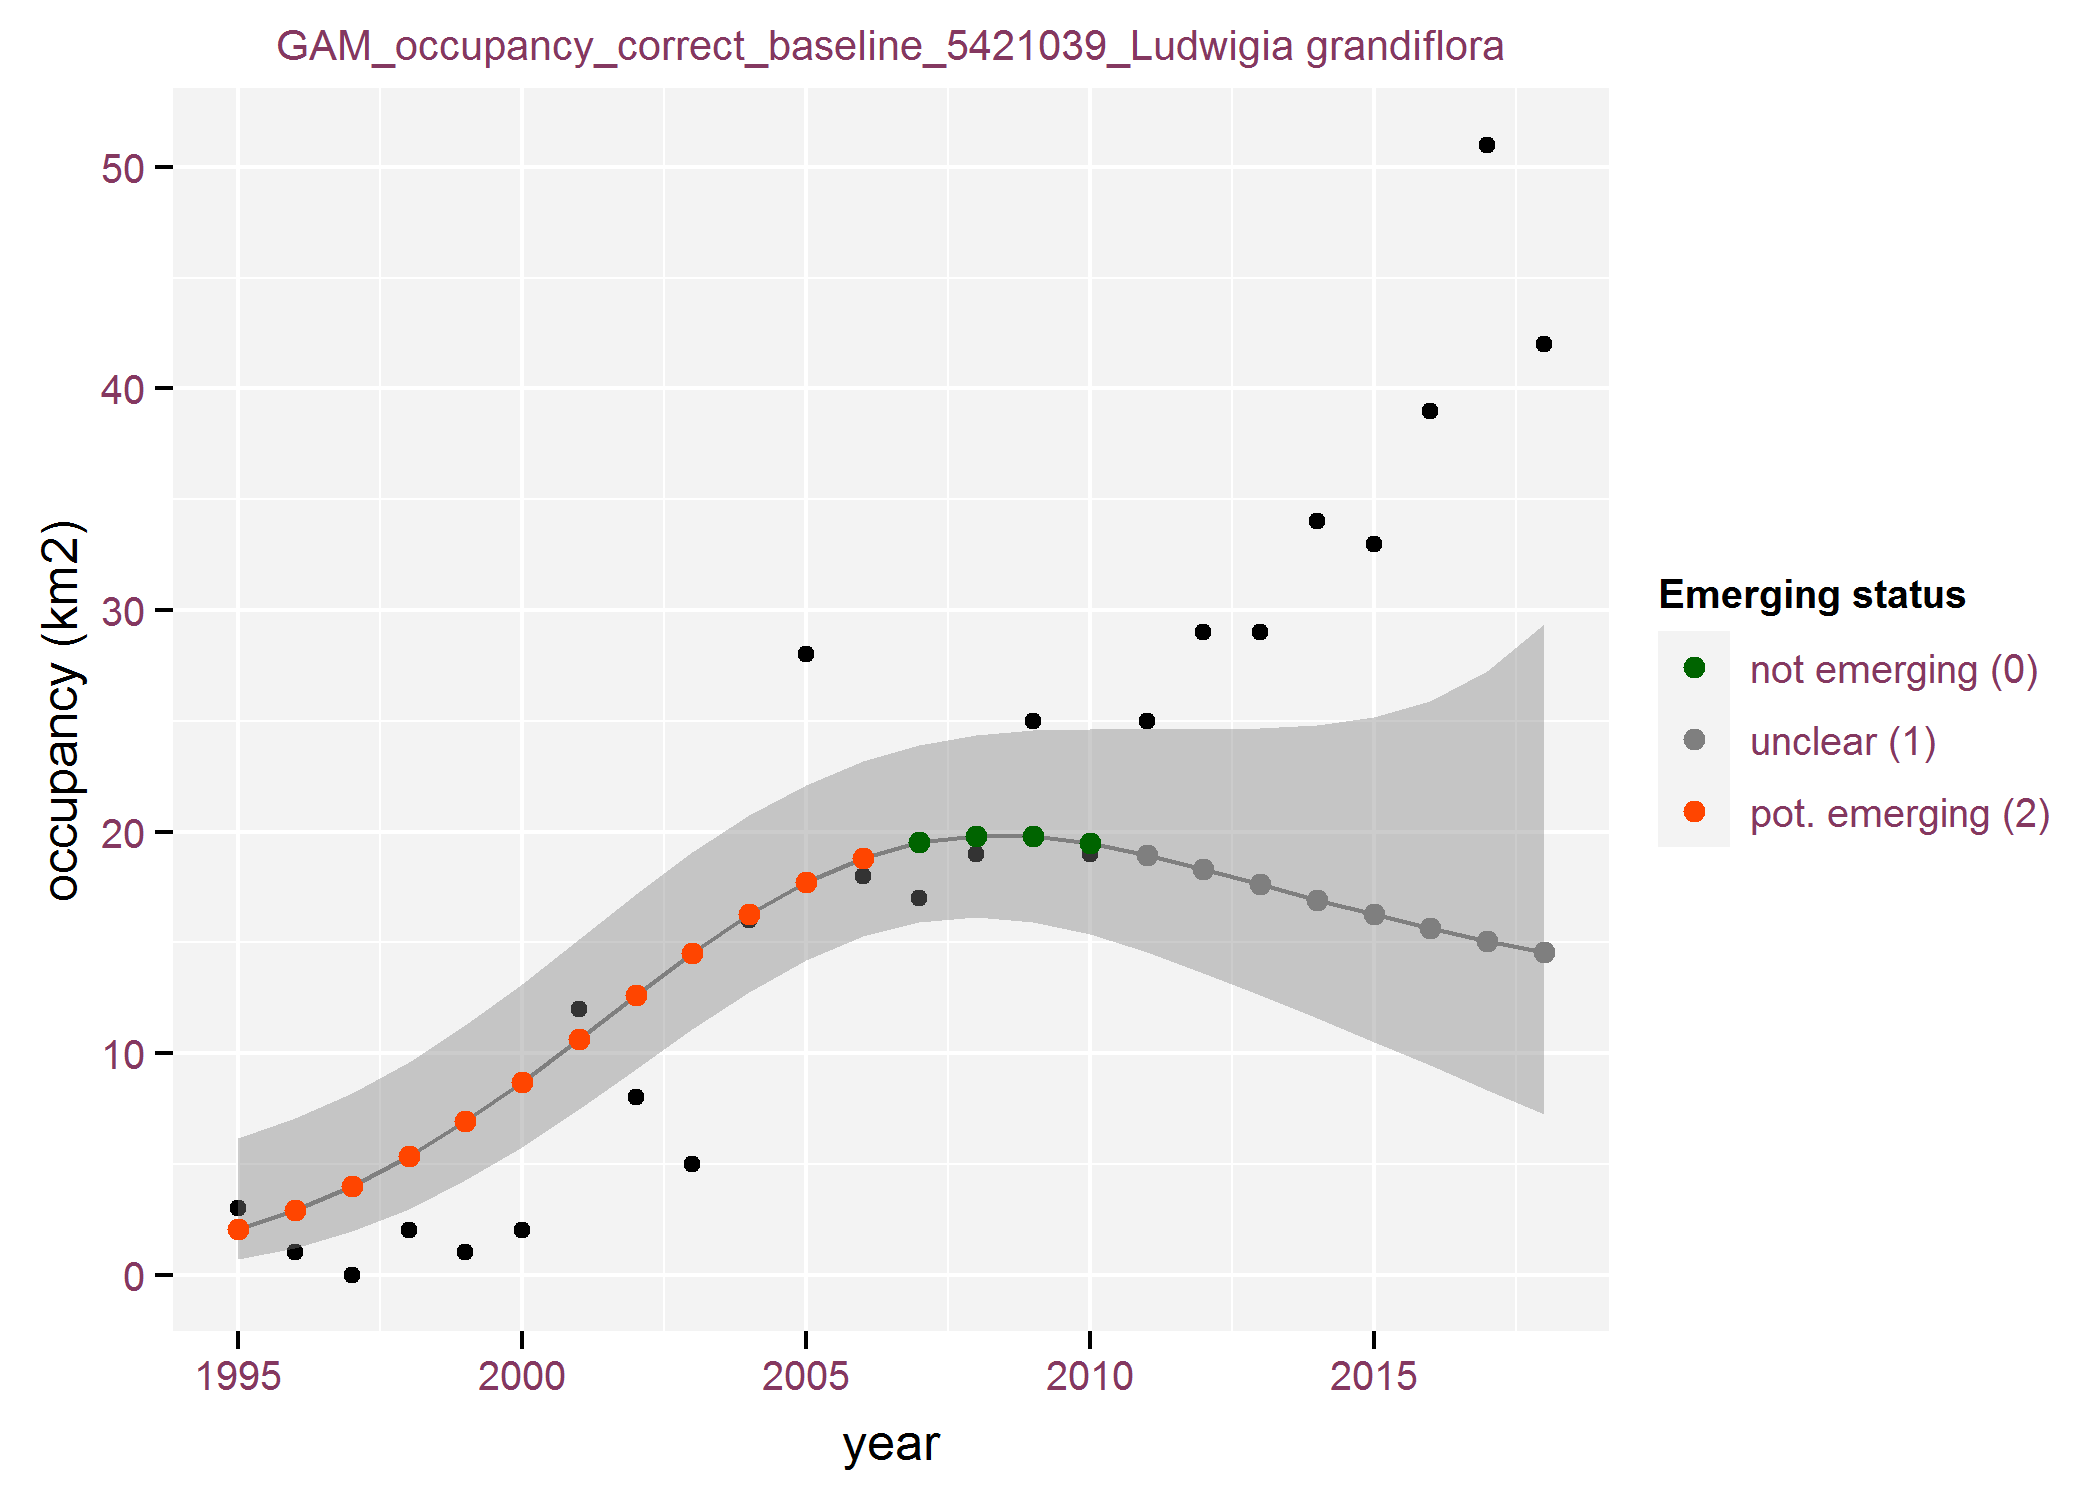 GAM_occupancy_correct_baseline_5421039_Ludwigia grandiflora
50
40
30
20
10
0
occupancy (km2)
1995 2000 2005 2010 2015
year
Emerging status
not emerging (0)
unclear (1)
pot. emerging (2)